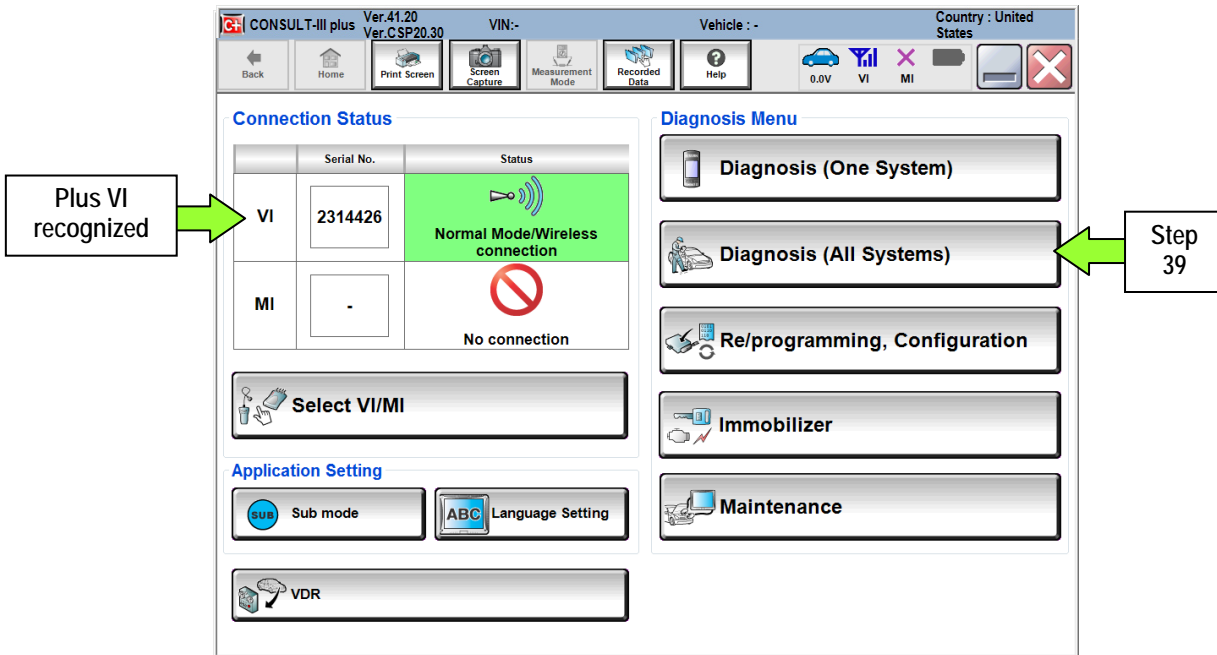 C+ CONSULT-III plus Ver.41.20
Ver.CSP20.30
VIN:-
Vehicle : -
Country : United
States
Back
Home
Print Screen
Screen
Capture
Measurement
Mode
Recorded
Data
?
Help
0.0V
VI
MI
Connection Status
Serial No.
Status
VI
2314426
Normal Mode/Wireless
connection
MI
-
No connection
Select VI/MI
Application Setting
SUB
Sub mode
ABC
Language Setting
VDR
Diagnosis Menu
Diagnosis (One System)
Diagnosis (All Systems)
Re/programming, Configuration
Immobilizer
Maintenance
Plus VI
recognized
Step
39